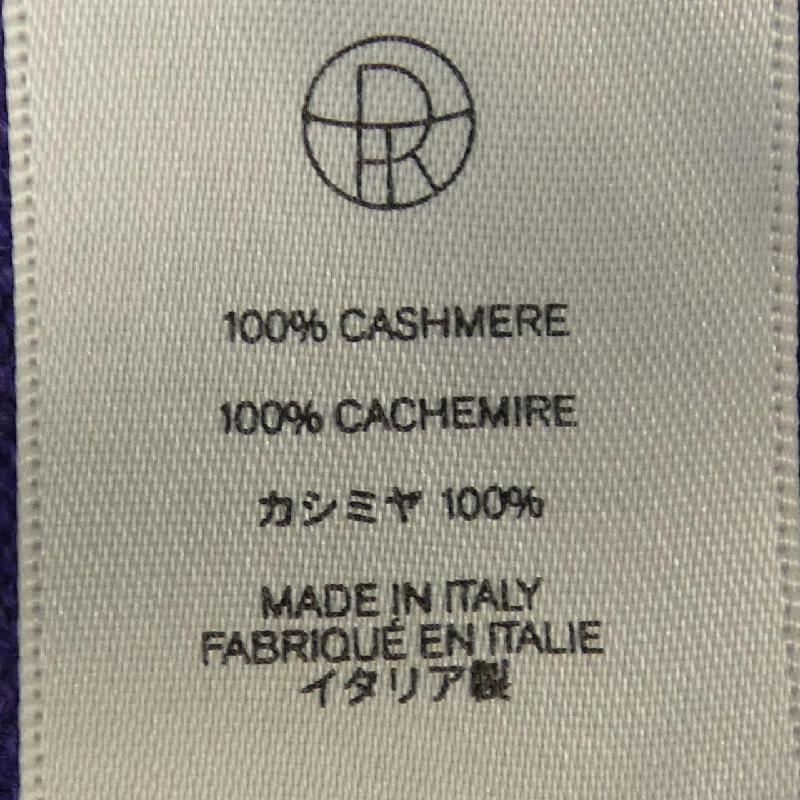 100% CASHMERE
100% CACHEMIRE
カシミヤ 100%
MADE IN ITALY
FABRIQUÉ EN ITALIE
イタリア製